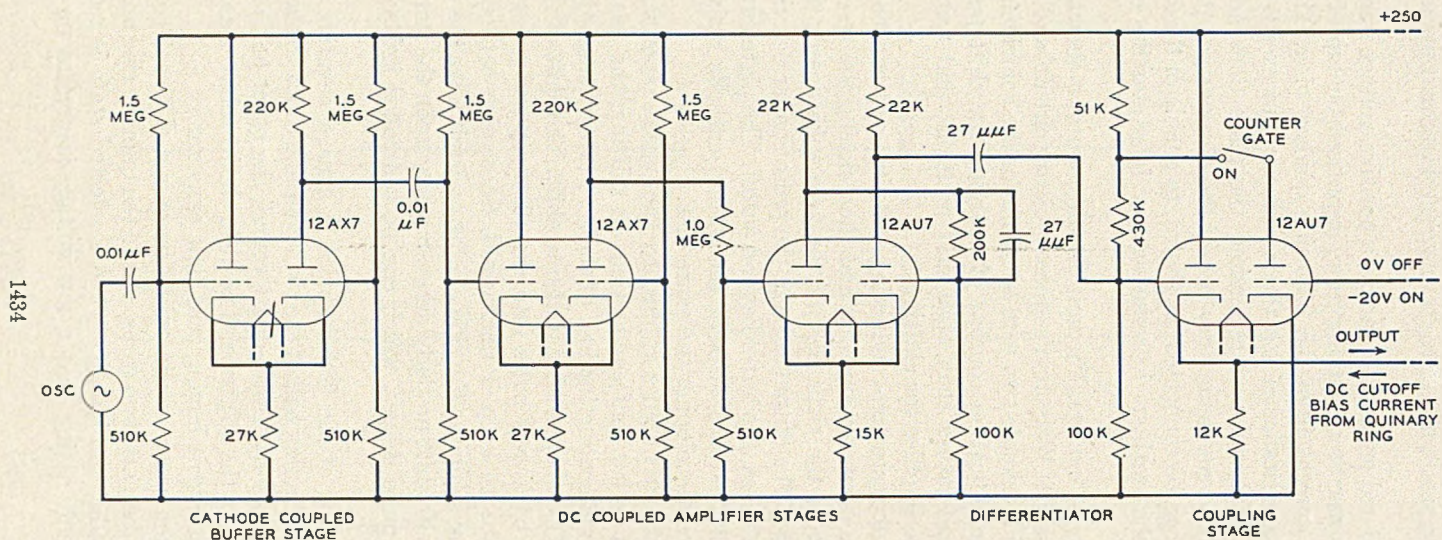 +250
1.5
MEG
220K
1.5
MEG
1.5
MEG
220K
1.5
MEG
22K
22K
51K
27 μμF
COUNTER
GATE
ON
0.01
μF
12AX7
12AX7
1.0
MEG
12AU7
200K
27
μμF
430K
12AU7
0.01μF
0V OFF
-20V ON
1434
OUTPUT
OSC
~
DC CUTOFF
BIAS CURRENT
FROM QUINARY
RING
510K
27K
510K
510K
27K
510K
510K
15K
100K
100K
12K
CATHODE COUPLED
BUFFER STAGE
DC COUPLED AMPLIFIER STAGES
DIFFERENTIATOR
COUPLING
STAGE